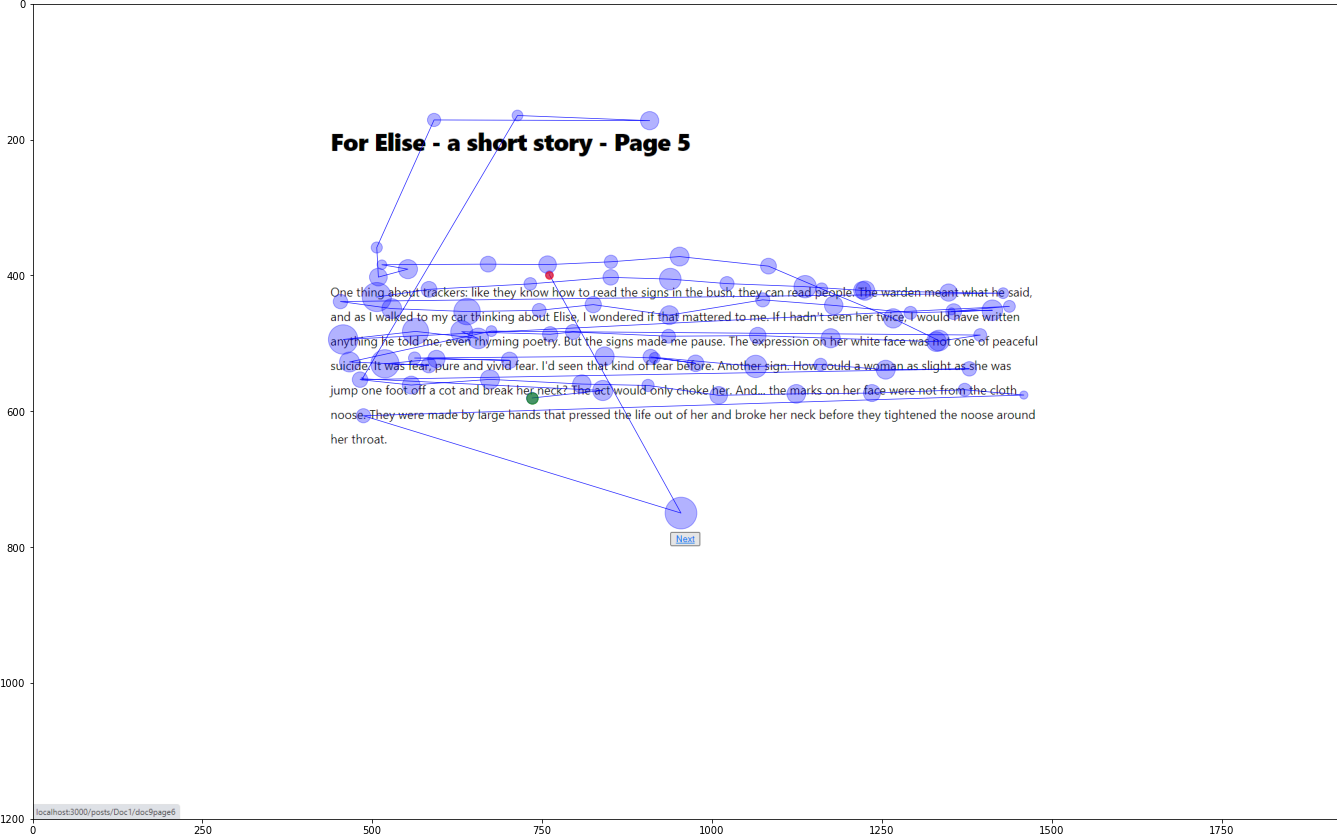 For Elise - a short story - Page 5
One thing about trackers: like they know how to read the signs in the bush, they can read people. The warden meant what he said,
and as I walked to my car thinking about Elise, I wondered if that mattered to me. If I hadn't seen her twice, I would have written
anything he told me, even rhyming poetry. But the signs made me pause. The expression on her white face was not one of peaceful
suicide. It was fear, pure and vivid fear. I'd seen that kind of fear before. Another sign. How could a woman as slight as she was
jump one foot off a cot and break her neck? The act would only choke her. And... the marks on her face were not from the cloth
noose. They were made by large hands that pressed the life out of her and broke her neck before they tightened the noose around
her throat.
Next
localhost:3000/posts/Doc1/doc9page6
0
200
400
600
800
1000
1200
0 250 500 750 1000 1250 1500 1750